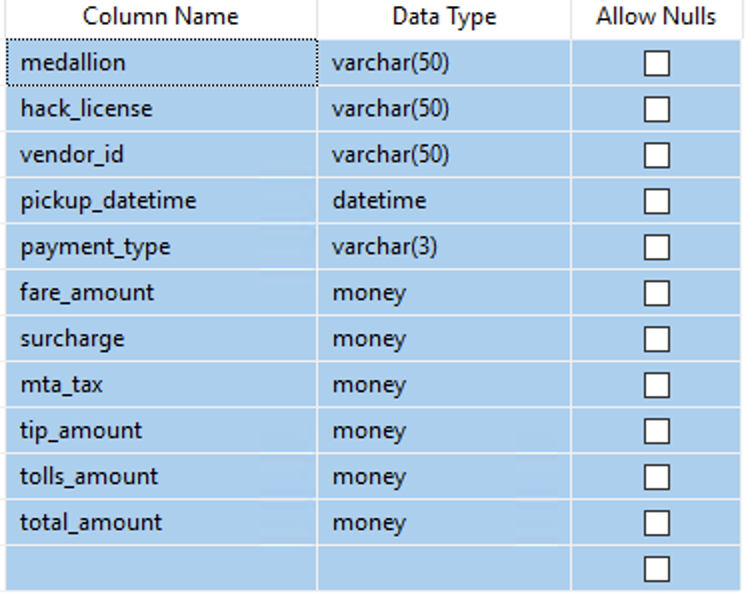 Column Name Data Type Allow Nulls
medallion varchar(50)
hack_license varchar(50)
vendor_id varchar(50)
pickup_datetime datetime
payment_type varchar(3)
fare_amount money
surcharge money
mta_tax money
tip_amount money
tolls_amount money
total_amount money